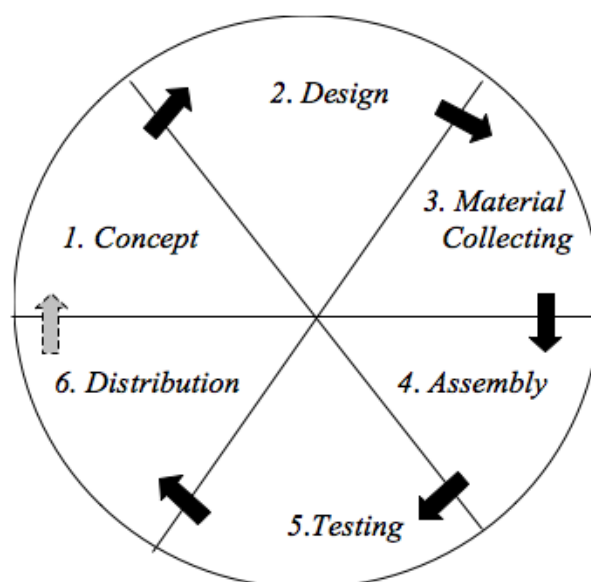 1. Concept
2. Design
3. Material
Collecting
4. Assembly
5.Testing
6. Distribution